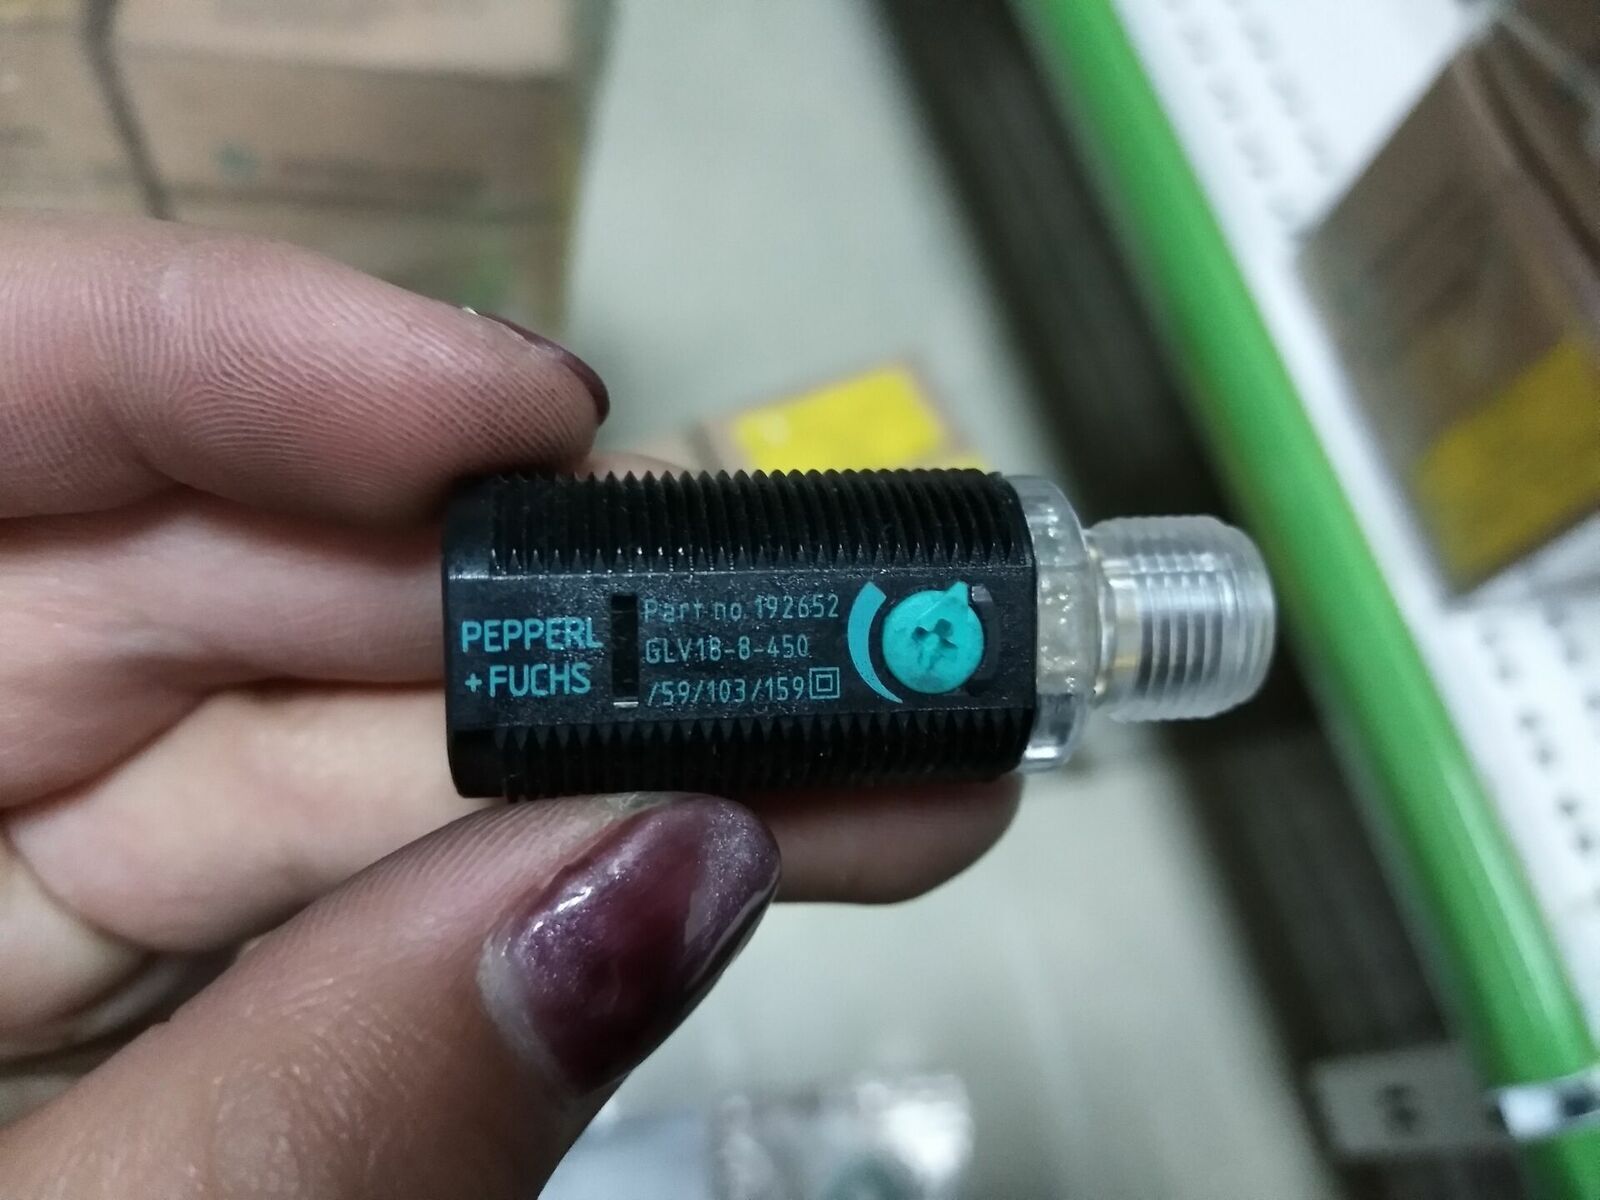 PEPPERL
+FUCHS
Part no. 192652
GLV18-8-450
/59/103/159